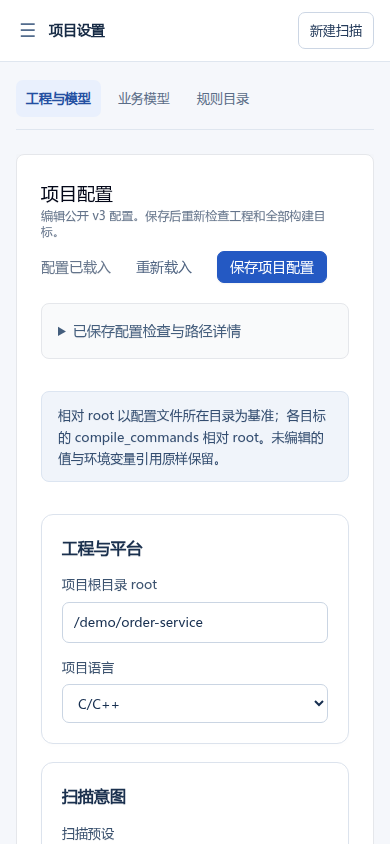 ☰ 项目设置 新建扫描
工程与模型 业务模型 规则目录
项目配置
编辑公开 v3 配置。保存后重新检查工程和全部构建目
标。
配置已载入 重新载入 保存项目配置
▶ 已保存配置检查与路径详情
相对 root 以配置文件所在目录为基准；各目标
的 compile_commands 相对 root。未编辑的
值与环境变量引用原样保留。
工程与平台
项目根目录 root
/demo/order-service
项目语言
C/C++
扫描意图
扫描预设